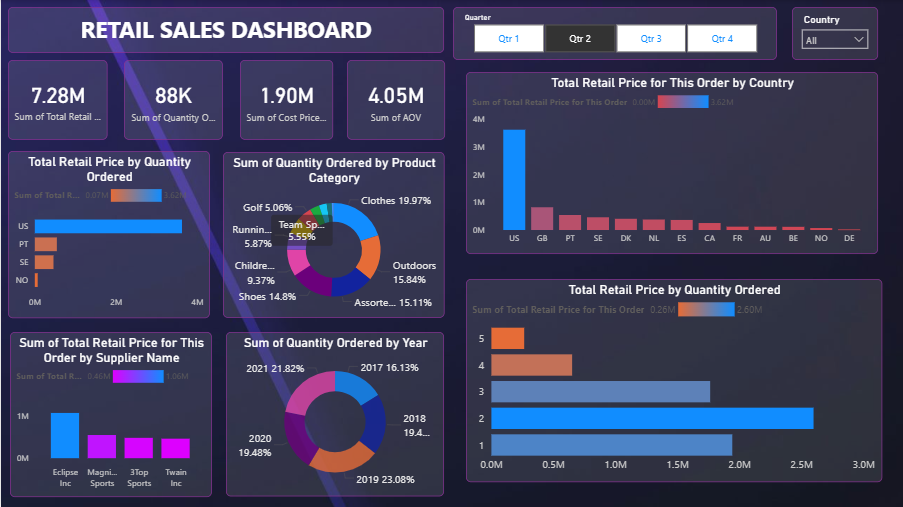 RETAIL SALES DASHBOARD
Quarter
Qtr 1
Qtr 2
Qtr 3
Qtr 4
Country
All
7.28M
Sum of Total Retail ...
88K
Sum of Quantity O...
1.90M
Sum of Cost Price...
4.05M
Sum of AOV
Total Retail Price by Quantity
Ordered
Sum of Total R... 0.07M 3.62M
US
PT
SE
NO
0M 2M 4M
Sum of Quantity Ordered by Product
Category
Clothes 19.97%
Outdoors
15.84%
Assorte... 15.11%
Shoes 14.8%
Childre...
9.37%
Runnin...
5.87%
Team Sp...
5.55%
Golf 5.06%
Total Retail Price for This Order by Country
Sum of Total Retail Price for This Order 0.00M 3.62M
4M
3M
2M
1M
0M
US GB PT SE DK NL ES CA FR AU BE NO DE
Sum of Total Retail Price for This
Order by Supplier Name
Sum of Total R... 0.46M 1.06M
1M
0M
Eclipse
Inc
Magni...
Sports
3Top
Sports
Twain
Inc
Sum of Quantity Ordered by Year
2017 16.13%
2018
19.4...
2019 23.08%
2020
19.48%
2021 21.82%
Total Retail Price by Quantity Ordered
Sum of Total Retail Price for This Order 0.26M 2.60M
5
4
3
2
1
0.0M 0.5M 1.0M 1.5M 2.0M 2.5M 3.0M